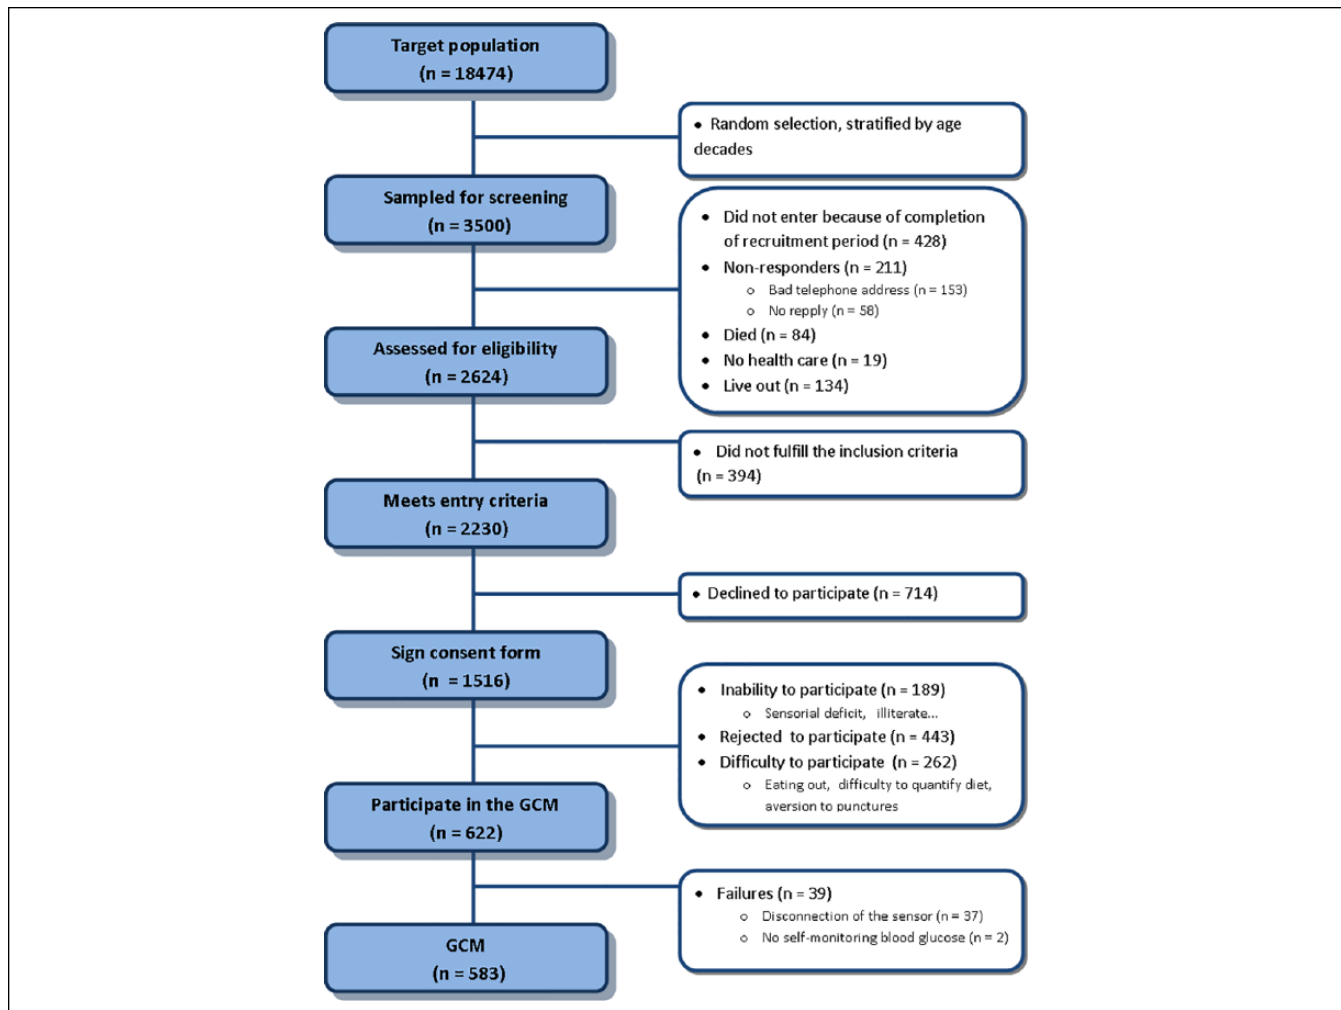 Target population
(n = 18474)
• Random selection, stratified by age
decades
Sampled for screening
(n = 3500)
• Did not enter because of completion
of recruitment period (n = 428)
• Non-responders (n = 211)
o Bad telephone address (n = 153)
o No repply (n = 58)
• Died (n = 84)
• No health care (n = 19)
• Live out (n = 134)
Assessed for eligibility
(n = 2624)
• Did not fulfill the inclusion criteria
(n = 394)
Meets entry criteria
(n = 2230)
• Declined to participate (n = 714)
Sign consent form
(n = 1516)
• Inability to participate (n = 189)
o Sensorial deficit, illiterate...
• Rejected to participate (n = 443)
• Difficulty to participate (n = 262)
o Eating out, difficulty to quantify diet,
aversion to punctures
Participate in the GCM
(n = 622)
• Failures (n = 39)
o Disconnection of the sensor (n = 37)
o No self-monitoring blood glucose (n = 2)
GCM
(n = 583)